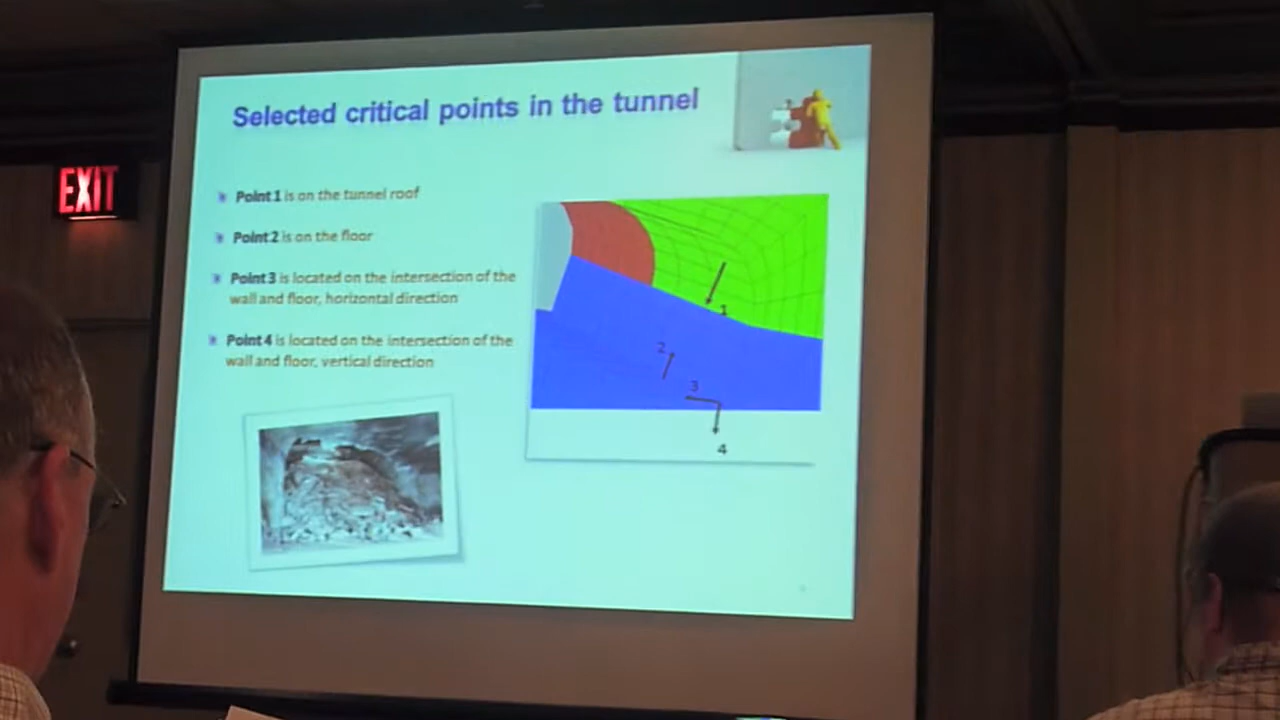 Selected critical points in the tunnel
EXIT
Point 1 is on the tunnel roof
Point 2 is on the floor
Point 3 is located on the intersection of the
wall and floor, horizontal direction
Point 4 is located on the intersection of the
wall and floor, vertical direction
1
2
3
4